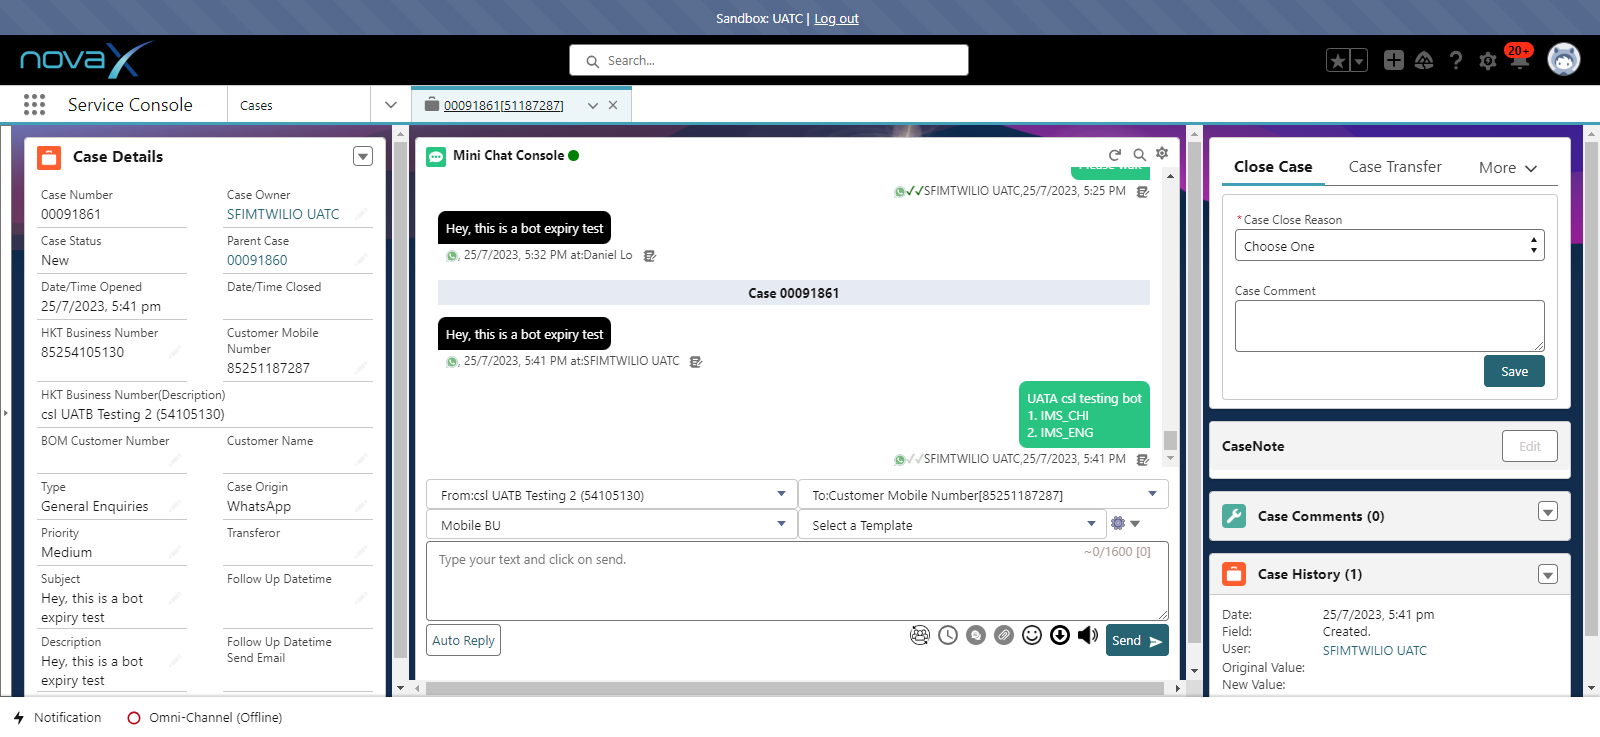 Sandbox: UATC | Log out
novaX
Search...
20+
Service Console
Cases
00091861[51187287]
Case Details
Case Number
00091861
Case Owner
SFIMTWILIO UATC
Case Status
New
Parent Case
00091860
Date/Time Opened
25/7/2023, 5:41 pm
Date/Time Closed
HKT Business Number
85254105130
Customer Mobile
Number
85251187287
HKT Business Number(Description)
csl UATB Testing 2 (54105130)
BOM Customer Number
Customer Name
Type
General Enquiries
Case Origin
WhatsApp
Priority
Medium
Transferor
Subject
Hey, this is a bot
expiry test
Follow Up Datetime
Description
Hey, this is a bot
expiry test
Follow Up Datetime
Send Email
Mini Chat Console
Please wait
SFIMTWILIO UATC,25/7/2023, 5:25 PM
Hey, this is a bot expiry test
, 25/7/2023, 5:32 PM at:Daniel Lo
Case 00091861
Hey, this is a bot expiry test
, 25/7/2023, 5:41 PM at:SFIMTWILIO UATC
UATA csl testing bot
1. IMS_CHI
2. IMS_ENG
SFIMTWILIO UATC,25/7/2023, 5:41 PM
From:csl UATB Testing 2 (54105130)
To:Customer Mobile Number[85251187287]
Mobile BU
Select a Template
Type your text and click on send.
~0/1600 [0]
Auto Reply
Send
Close Case
Case Transfer
More
*Case Close Reason
Choose One
Case Comment
Save
CaseNote
Edit
Case Comments (0)
Case History (1)
Date: 25/7/2023, 5:41 pm
Field: Created.
User: SFIMTWILIO UATC
Original Value:
New Value:
Notification
Omni-Channel (Offline)